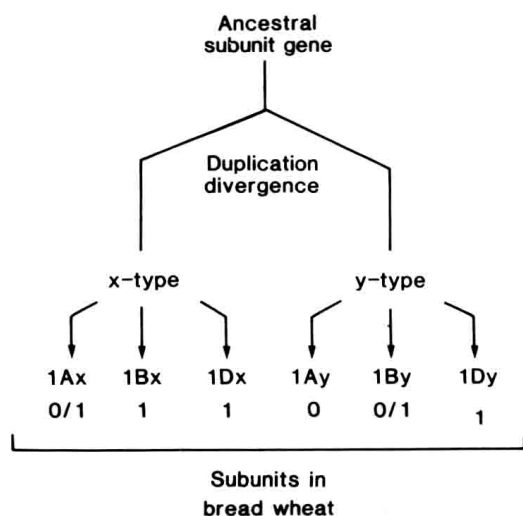 Ancestral
subunit gene
Duplication
divergence
x-type y-type
1Ax 1Bx 1Dx 1Ay 1By 1Dy
0/1 1 1 0 0/1 1
Subunits in
bread wheat